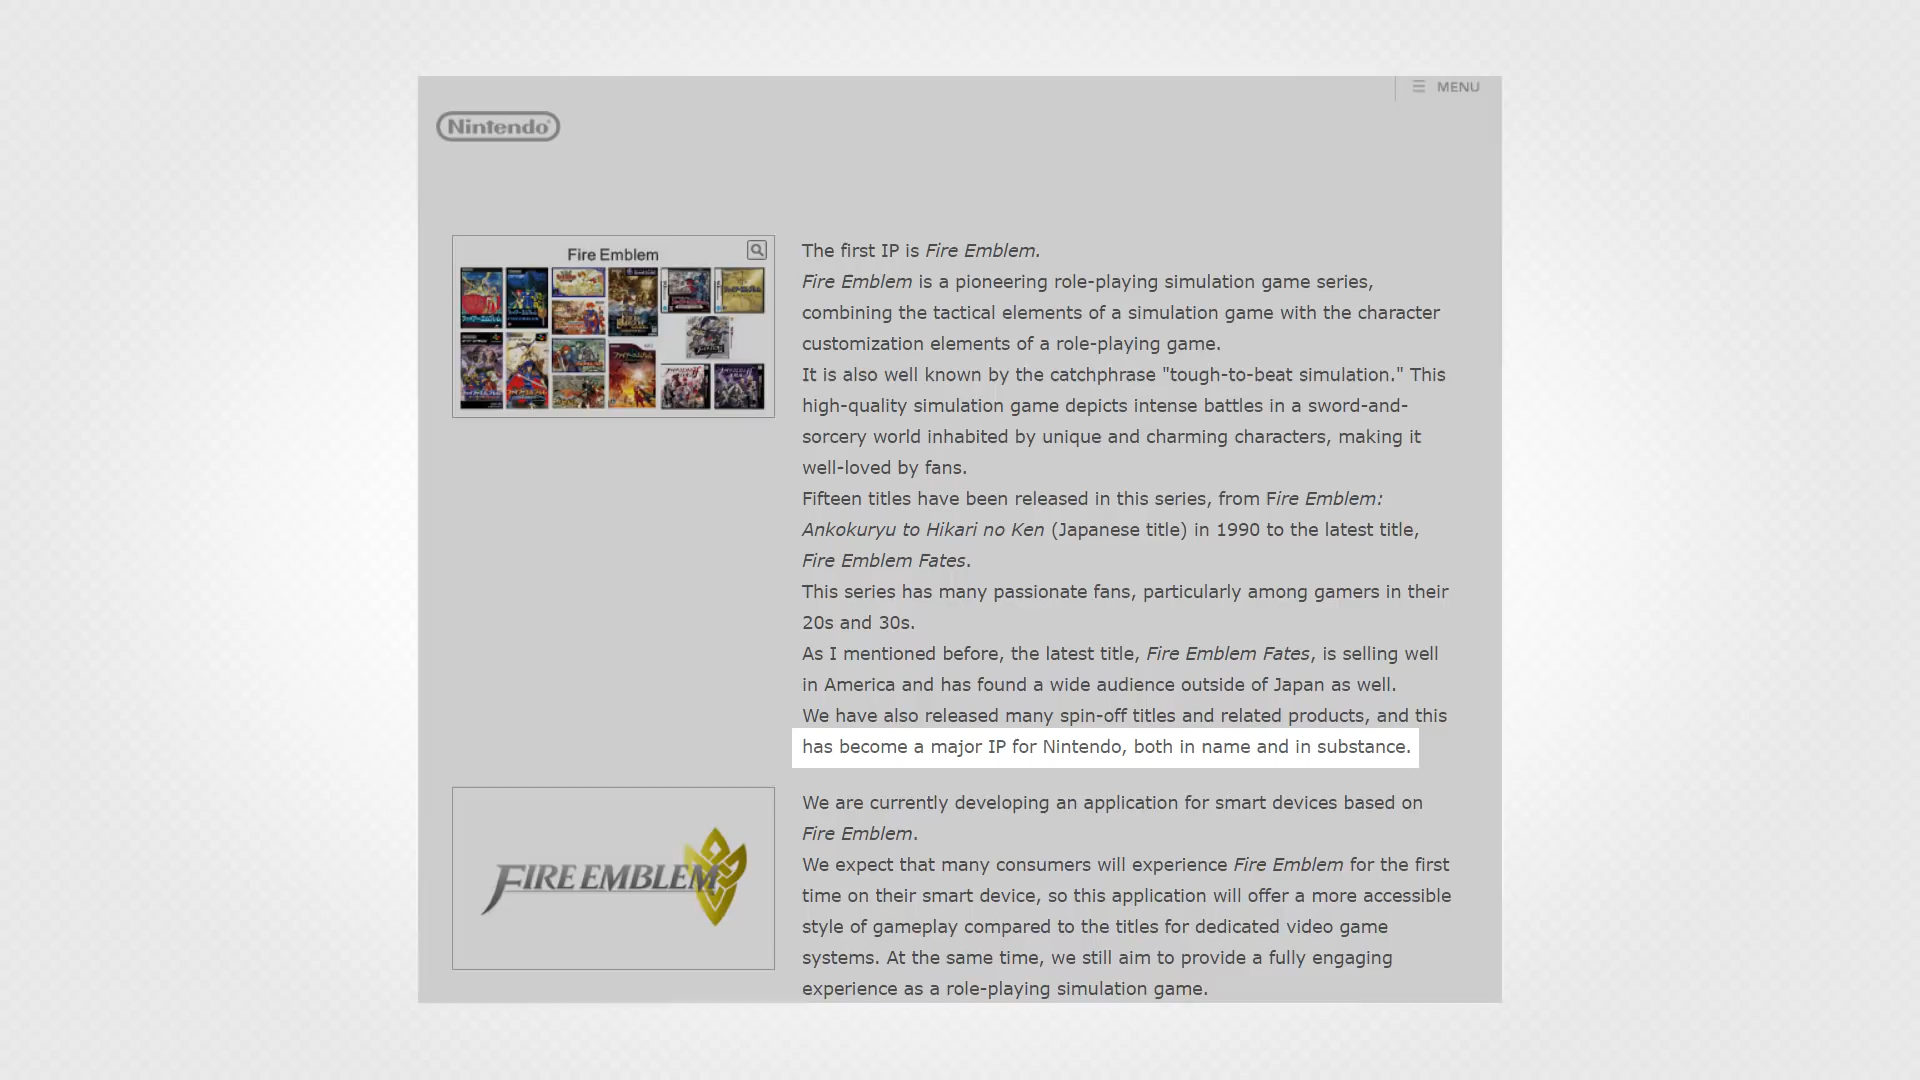 MENU
Nintendo
Fire Emblem
The first IP is Fire Emblem.
Fire Emblem is a pioneering role-playing simulation game series,
combining the tactical elements of a simulation game with the character
customization elements of a role-playing game.
It is also well known by the catchphrase "tough-to-beat simulation." This
high-quality simulation game depicts intense battles in a sword-and-
sorcery world inhabited by unique and charming characters, making it
well-loved by fans.
Fifteen titles have been released in this series, from Fire Emblem:
Ankokuryu to Hikari no Ken (Japanese title) in 1990 to the latest title,
Fire Emblem Fates.
This series has many passionate fans, particularly among gamers in their
20s and 30s.
As I mentioned before, the latest title, Fire Emblem Fates, is selling well
in America and has found a wide audience outside of Japan as well.
We have also released many spin-off titles and related products, and this
has become a major IP for Nintendo, both in name and in substance.
FIRE EMBLEM
We are currently developing an application for smart devices based on
Fire Emblem.
We expect that many consumers will experience Fire Emblem for the first
time on their smart device, so this application will offer a more accessible
style of gameplay compared to the titles for dedicated video game
systems. At the same time, we still aim to provide a fully engaging
experience as a role-playing simulation game.